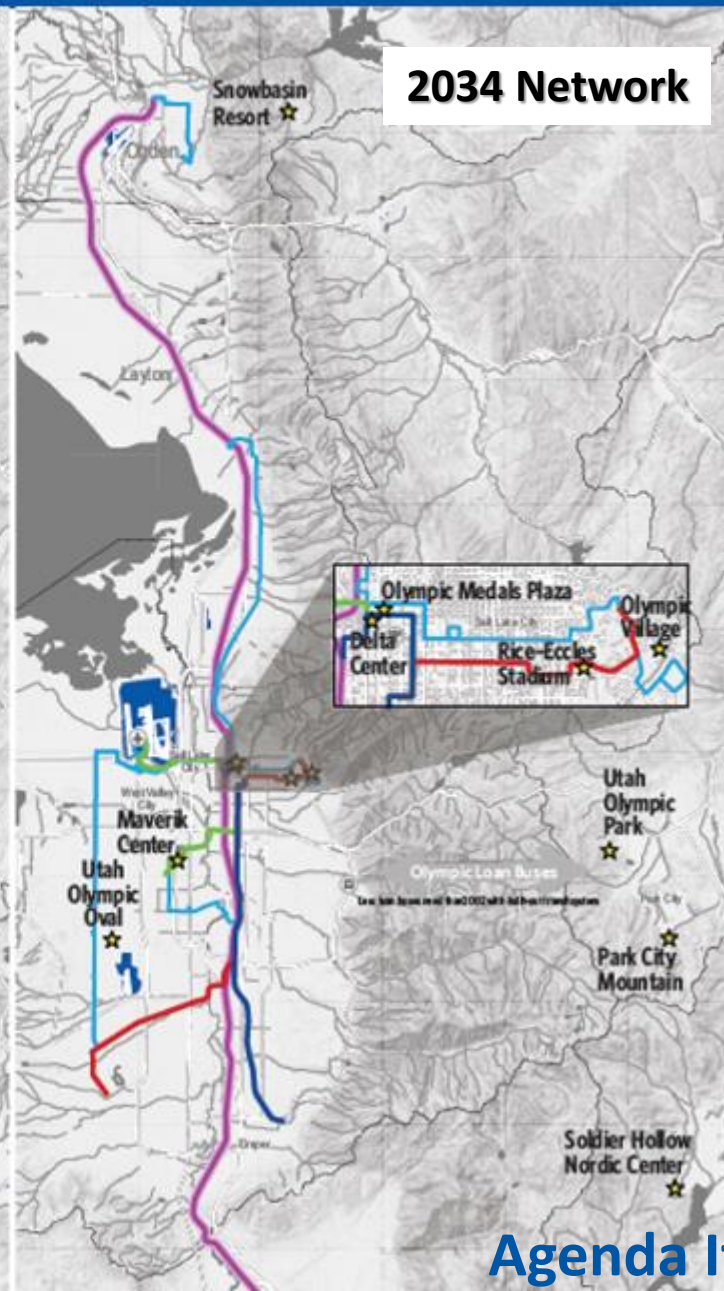 2034 Network
Snowbasin
Resort
Ogden
Layton
Olympic Medals Plaza
Salt Lake City
Olympic
Village
Delta
Center
Rice-Eccles
Stadium
West Valley
City
Maverik
Center
Utah
Olympic
Oval
Utah
Olympic
Park
Olympic Loan Buses
Park City
Park City
Mountain
Draper
Soldier Hollow
Nordic Center
Agenda